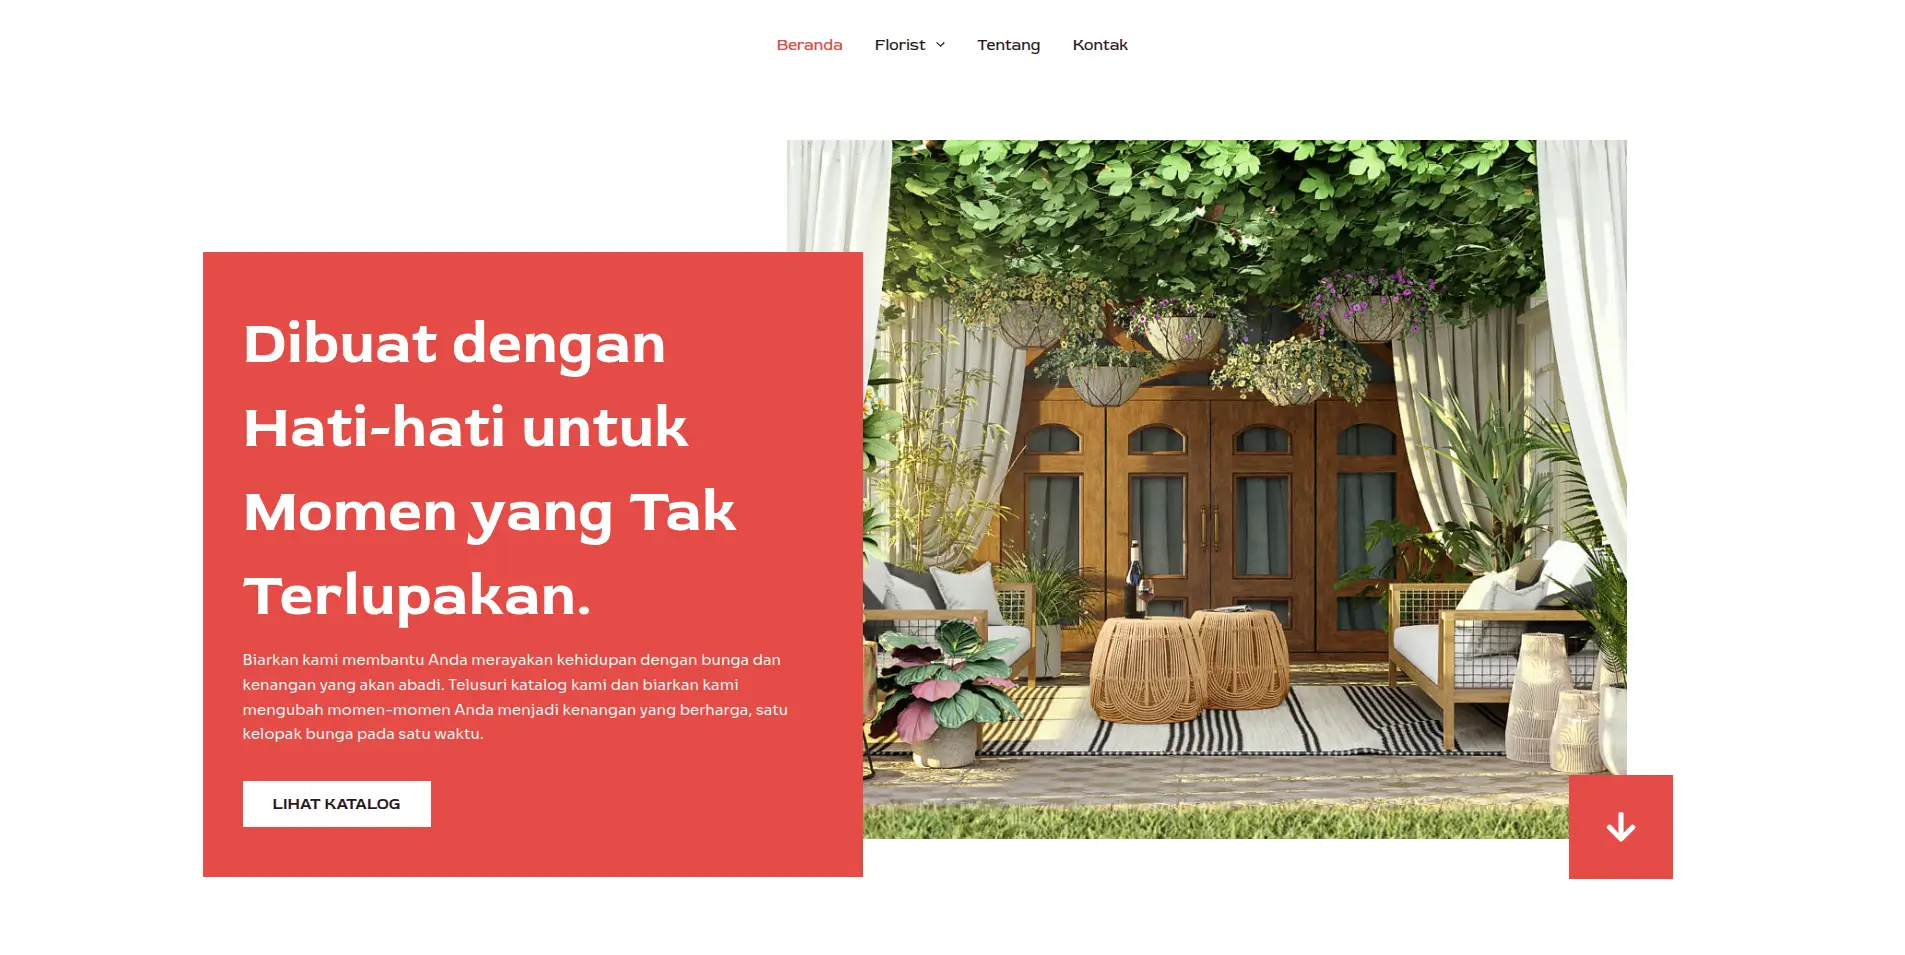 Beranda Florist Tentang Kontak
Dibuat dengan
Hati-hati untuk
Momen yang Tak
Terlupakan.
Biarkan kami membantu Anda merayakan kehidupan dengan bunga dan
kenangan yang akan abadi. Telusuri katalog kami dan biarkan kami
mengubah momen-momen Anda menjadi kenangan yang berharga, satu
kelopak bunga pada satu waktu.
LIHAT KATALOG